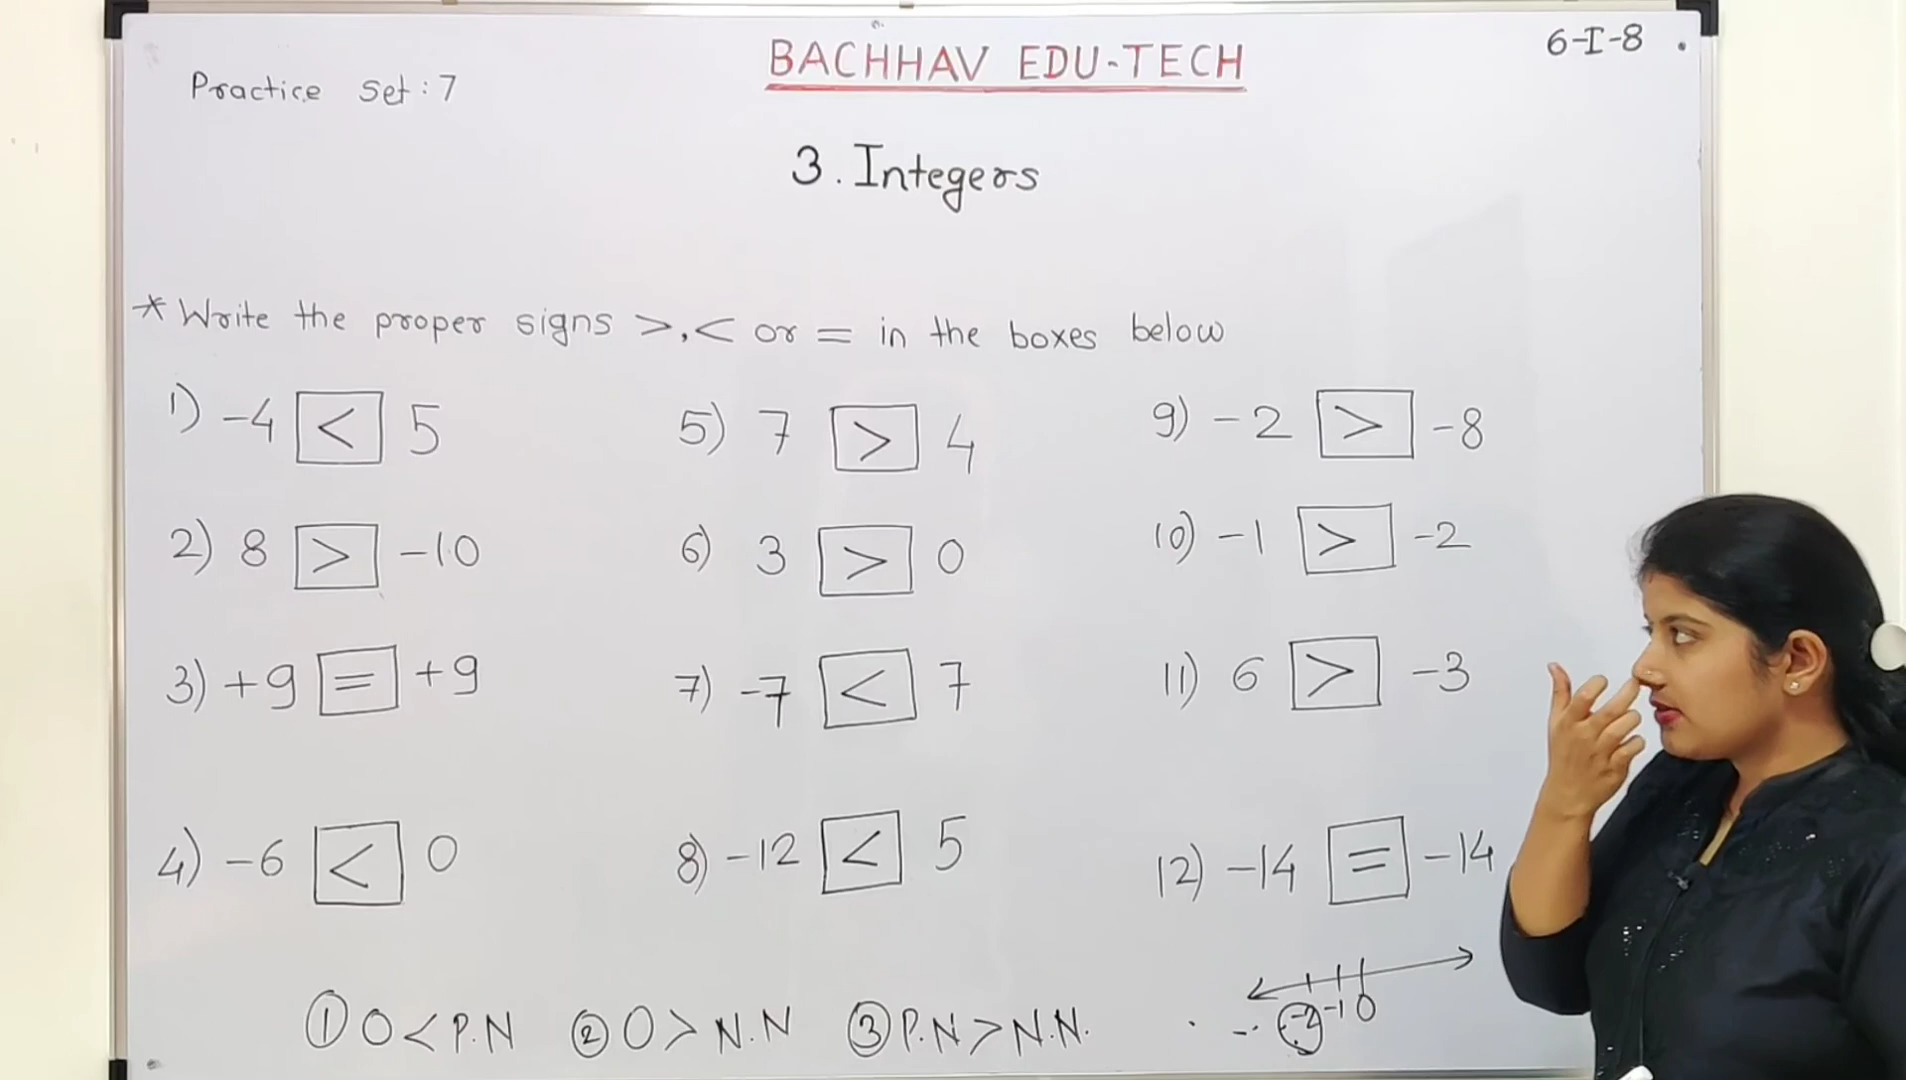 6-I-8 .
BACHHAV EDU-TECH
Practice Set : 7
3. Integers
* Write the proper signs >, < or = in the boxes below
1) -4 < 5
2) 8 > -10
3) +9 = +9
4) -6 < 0
5) 7 > 4
6) 3 > 0
7) -7 < 7
8) -12 < 5
9) -2 > -8
10) -1 > -2
11) 6 > -3
12) -14 = -14
① 0 < P.N ② 0 > N.N ③ P.N > N.N.
-2 -1 0